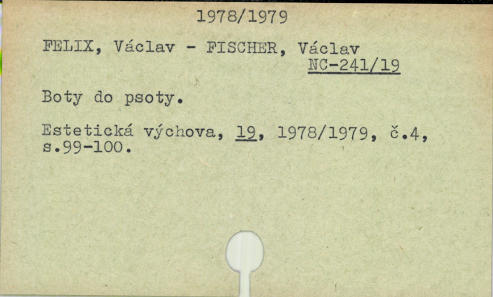 1978/1979
FELIX, Václav - FISCHER, Václav
NC-241/19
Boty do psoty.
Estetická výchova, 19, 1978/1979, č.4,
s.99-100.